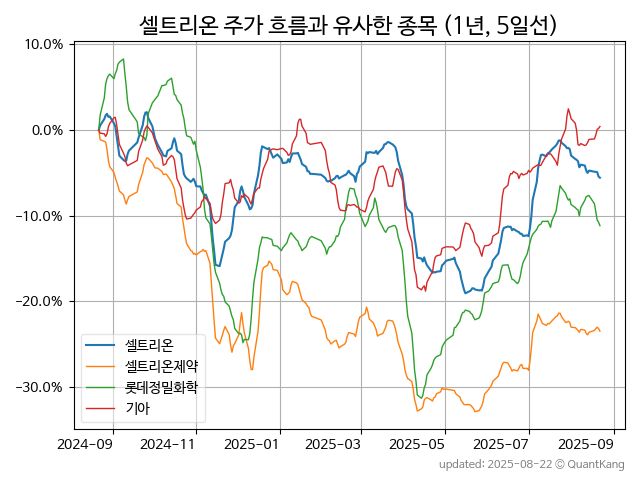 셀트리온 주가 흐름과 유사한 종목 (1년, 5일선)
10.0%
0.0%
−10.0%
−20.0%
−30.0%
셀트리온
셀트리온제약
롯데정밀화학
기아
2024-09 2024-11 2025-01 2025-03 2025-05 2025-07 2025-09
updated: 2025-08-22 © QuantKang